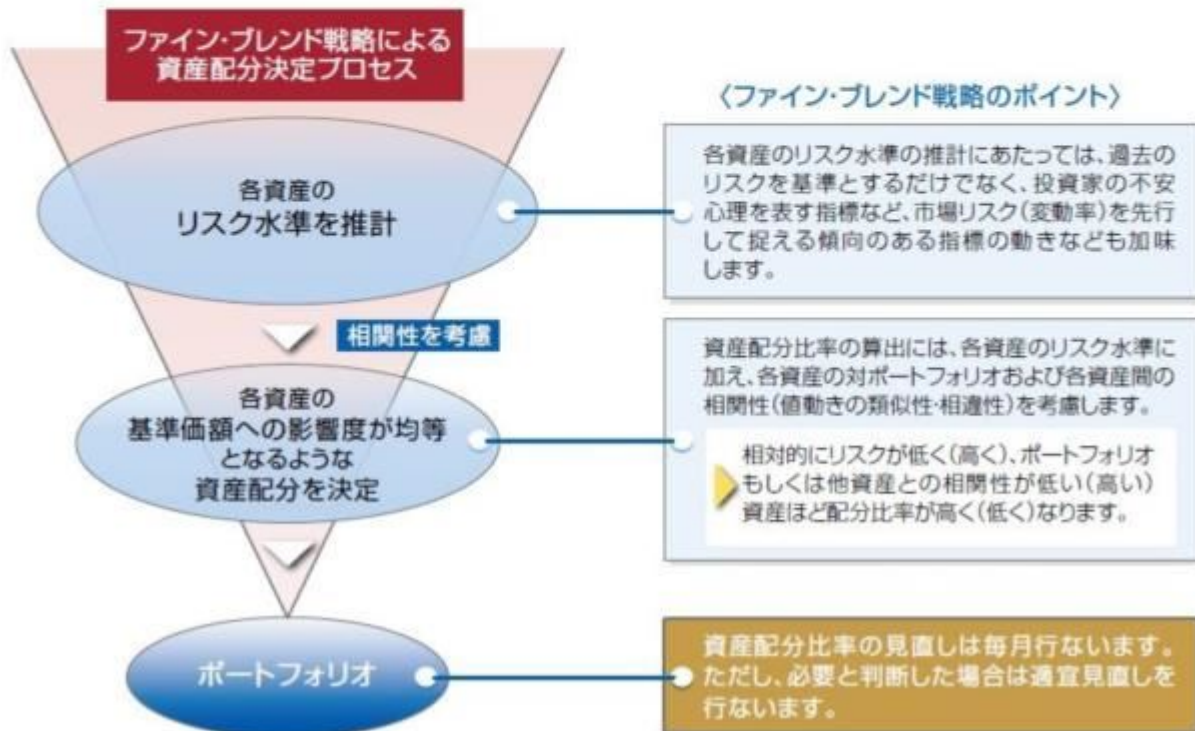 ファイン・ブレンド戦略による
資産配分決定プロセス
〈ファイン・ブレンド戦略のポイント〉
各資産の
リスク水準を推計
各資産のリスク水準の推計にあたっては、過去の
リスクを基準とするだけでなく、投資家の不安
心理を表す指標など、市場リスク(変動率)を先行
して捉える傾向のある指標の動きなども加味
します。
相関性を考慮
各資産の
基準価額への影響度が均等
となるような
資産配分を決定
資産配分比率の算出には、各資産のリスク水準に
加え、各資産の対ポートフォリオおよび各資産間の
相関性(値動きの類似性・相違性)を考慮します。
相対的にリスクが低く(高く)、ポートフォリオ
もしくは他資産との相関性が低い(高い)
資産ほど配分比率が高く(低く)なります。
ポートフォリオ
資産配分比率の見直しは毎月行ないます。
ただし、必要と判断した場合は適宜見直しを
行ないます。